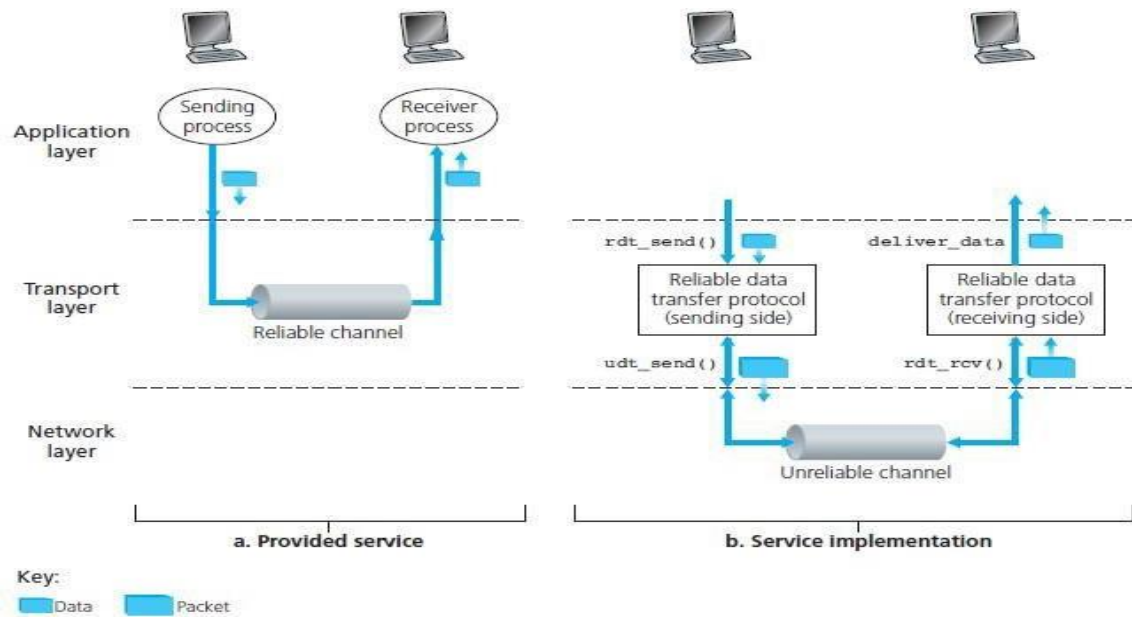 Application
layer
Sending
process
Receiver
process
Transport
layer
Reliable channel
rdt_send()
deliver_data
Reliable data
transfer protocol
(sending side)
Reliable data
transfer protocol
(receiving side)
udt_send()
rdt_rcv()
Network
layer
Unreliable channel
a. Provided service
b. Service implementation
Key:
Data
Packet